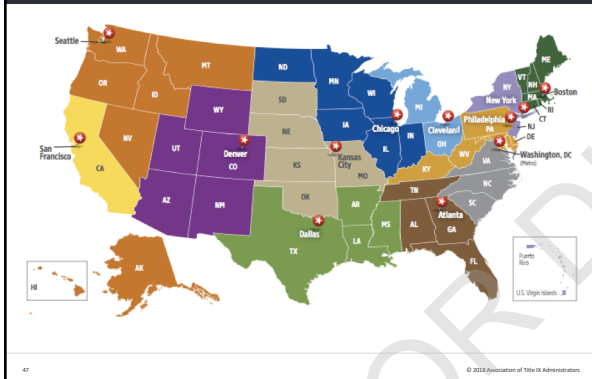 Seattle
WA
MT
ND
MN
OR
ID
WY
SD
WI
MI
VT
ME
NH
NY
MA
Boston
RI
CT
New York
San
Francisco
NV
CA
UT
Denver
CO
NE
IA
Chicago
IL
IN
Cleveland
OH
Philadelphia
PA
NJ
DE
Kansas
City
KS
MO
KY
WV
VA
Washington, DC
(Metro)
AZ
NM
OK
AR
TN
NC
SC
Atlanta
Dallas
TX
LA
MS
AL
GA
FL
AK
HI
Puerto
Rico
U.S. Virgin Islands
47
© 2018 Association of Title IX Administrators